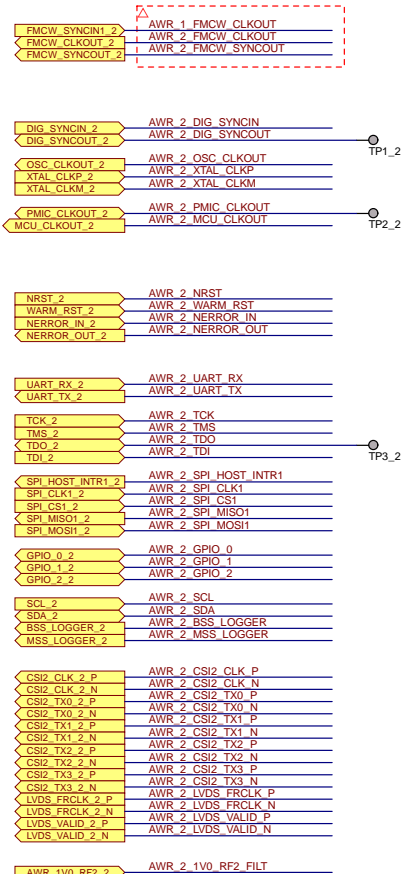 FMCW_SYNCIN1_2 AWR_1_FMCW_CLKOUT
FMCW_CLKOUT_2 AWR_2_FMCW_CLKOUT
FMCW_SYNCOUT_2 AWR_2_FMCW_SYNCOUT
DIG_SYNCIN_2 AWR_2_DIG_SYNCIN
DIG_SYNCOUT_2 AWR_2_DIG_SYNCOUT
TP1_2
OSC_CLKOUT_2 AWR_2_OSC_CLKOUT
XTAL_CLKP_2 AWR_2_XTAL_CLKP
XTAL_CLKM_2 AWR_2_XTAL_CLKM
PMIC_CLKOUT_2 AWR_2_PMIC_CLKOUT
MCU_CLKOUT_2 AWR_2_MCU_CLKOUT
TP2_2
NRST_2 AWR_2_NRST
WARM_RST_2 AWR_2_WARM_RST
NERROR_IN_2 AWR_2_NERROR_IN
NERROR_OUT_2 AWR_2_NERROR_OUT
UART_RX_2 AWR_2_UART_RX
UART_TX_2 AWR_2_UART_TX
TCK_2 AWR_2_TCK
TMS_2 AWR_2_TMS
TDO_2 AWR_2_TDO
TDI_2 AWR_2_TDI
TP3_2
SPI_HOST_INTR1_2 AWR_2_SPI_HOST_INTR1
SPI_CLK1_2 AWR_2_SPI_CLK1
SPI_CS1_2 AWR_2_SPI_CS1
SPI_MISO1_2 AWR_2_SPI_MISO1
SPI_MOSI1_2 AWR_2_SPI_MOSI1
GPIO_0_2 AWR_2_GPIO_0
GPIO_1_2 AWR_2_GPIO_1
GPIO_2_2 AWR_2_GPIO_2
SCL_2 AWR_2_SCL
SDA_2 AWR_2_SDA
BSS_LOGGER_2 AWR_2_BSS_LOGGER
MSS_LOGGER_2 AWR_2_MSS_LOGGER
CSI2_CLK_2_P AWR_2_CSI2_CLK_P
CSI2_CLK_2_N AWR_2_CSI2_CLK_N
CSI2_TX0_2_P AWR_2_CSI2_TX0_P
CSI2_TX0_2_N AWR_2_CSI2_TX0_N
CSI2_TX1_2_P AWR_2_CSI2_TX1_P
CSI2_TX1_2_N AWR_2_CSI2_TX1_N
CSI2_TX2_2_P AWR_2_CSI2_TX2_P
CSI2_TX2_2_N AWR_2_CSI2_TX2_N
CSI2_TX3_2_P AWR_2_CSI2_TX3_P
CSI2_TX3_2_N AWR_2_CSI2_TX3_N
LVDS_FRCLK_2_P AWR_2_LVDS_FRCLK_P
LVDS_FRCLK_2_N AWR_2_LVDS_FRCLK_N
LVDS_VALID_2_P AWR_2_LVDS_VALID_P
LVDS_VALID_2_N AWR_2_LVDS_VALID_N
AWR_1V0_RF2_2 AWR_2_1V0_RF2_FILT